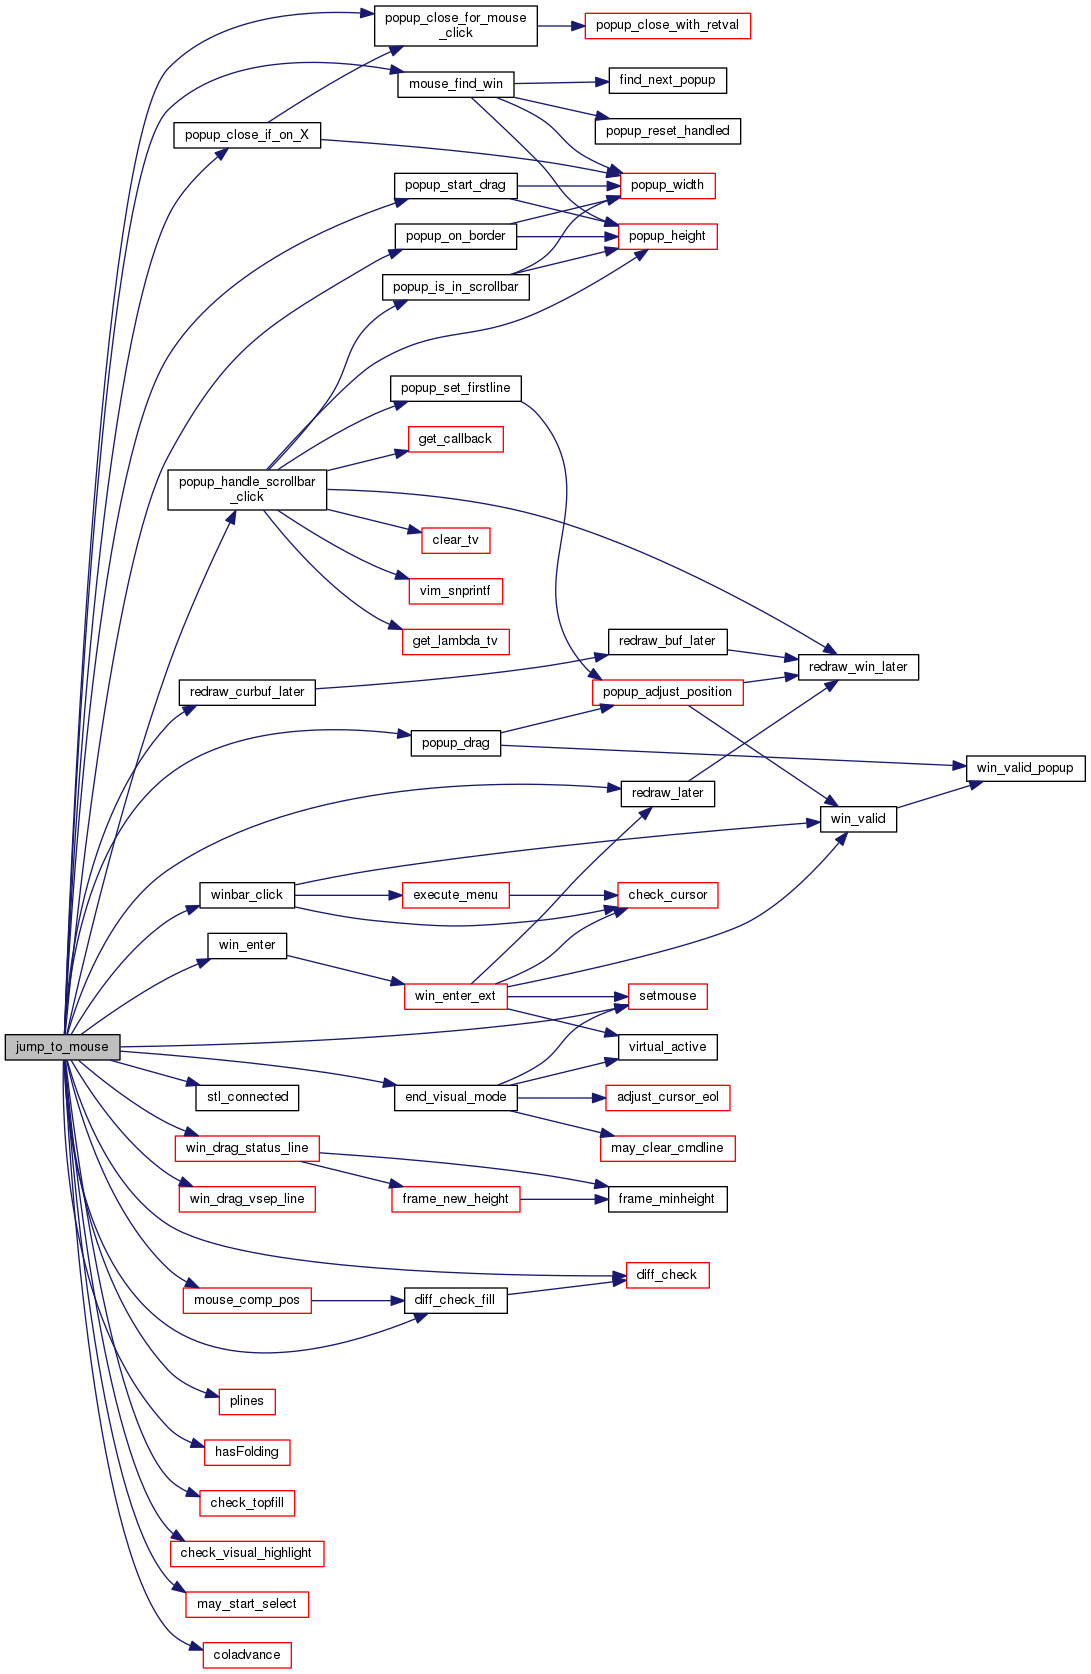 popup_close_for_mouse
_click
popup_close_with_retval
mouse_find_win
find_next_popup
popup_reset_handled
popup_close_if_on_X
popup_start_drag
popup_width
popup_on_border
popup_height
popup_is_in_scrollbar
popup_set_firstline
get_callback
popup_handle_scrollbar
_click
clear_tv
vim_snprintf
get_lambda_tv
redraw_buf_later
redraw_win_later
redraw_curbuf_later
popup_adjust_position
popup_drag
win_valid_popup
redraw_later
win_valid
winbar_click
execute_menu
check_cursor
win_enter
win_enter_ext
setmouse
jump_to_mouse
virtual_active
stl_connected
end_visual_mode
adjust_cursor_eol
win_drag_status_line
may_clear_cmdline
win_drag_vsep_line
frame_new_height
frame_minheight
diff_check
mouse_comp_pos
diff_check_fill
plines
hasFolding
check_topfill
check_visual_highlight
may_start_select
coladvance